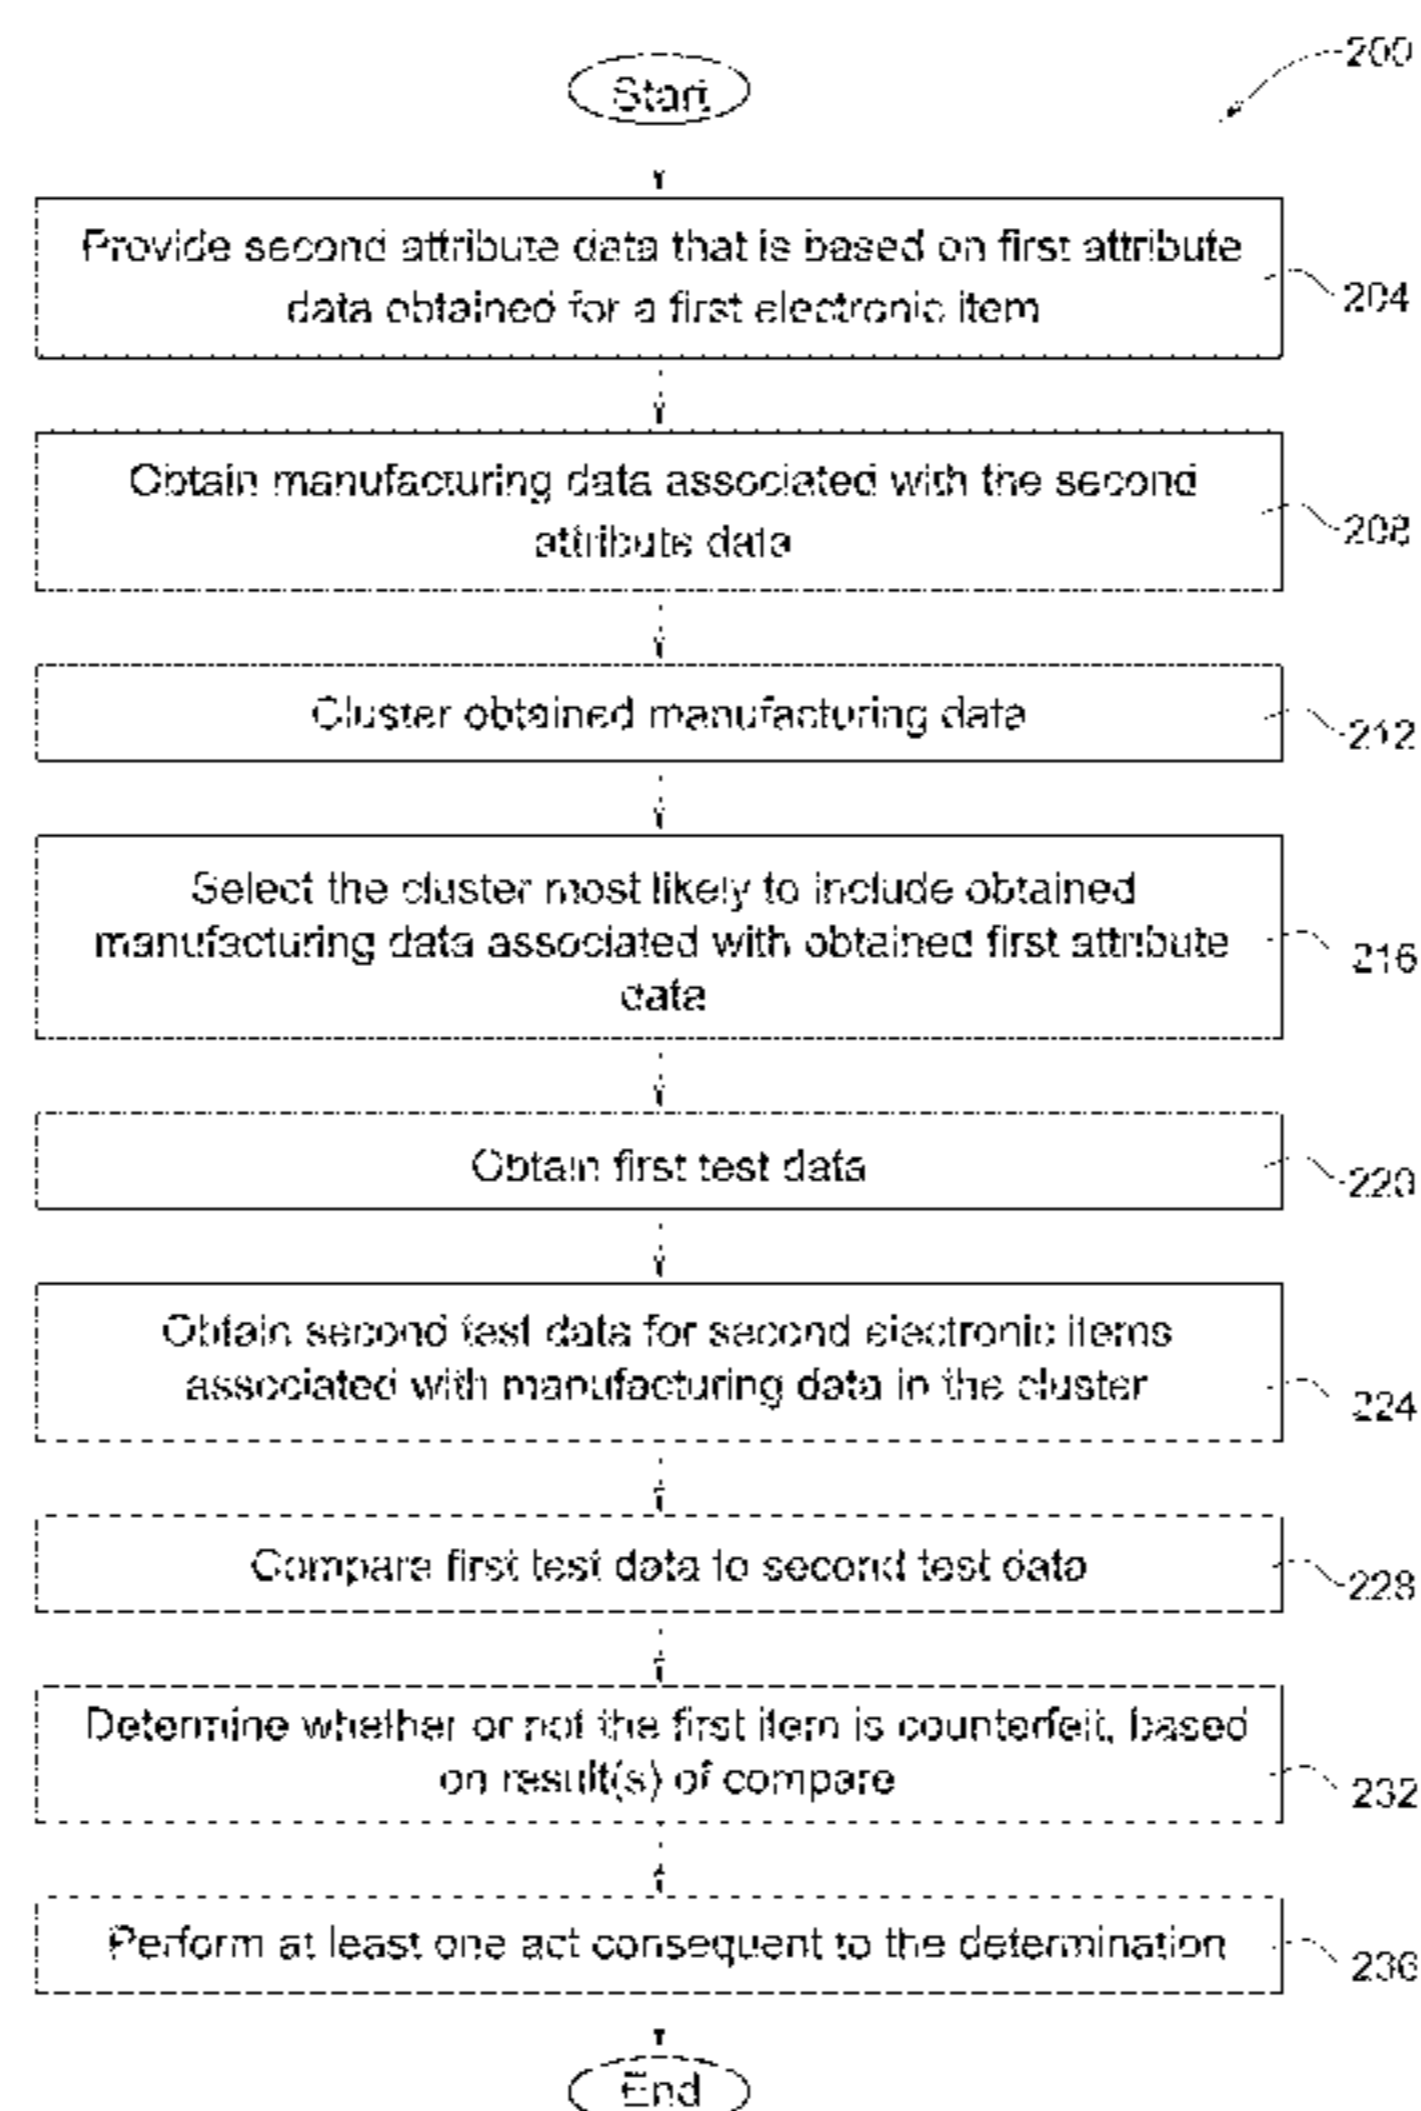 200
Start
Provide second attribute data that is based on first attribute
data obtained for a first electronic item
204
Obtain manufacturing data associated with the second
attribute data
208
Cluster obtained manufacturing data
212
Select the cluster most likely to include obtained
manufacturing data associated with obtained first attribute
data
216
Obtain first test data
220
Obtain second test data for second electronic items
associated with manufacturing data in the cluster
224
Compare first test data to second test data
228
Determine whether or not the first item is counterfeit, based
on result(s) of compare
232
Perform at least one act consequent to the determination
236
End